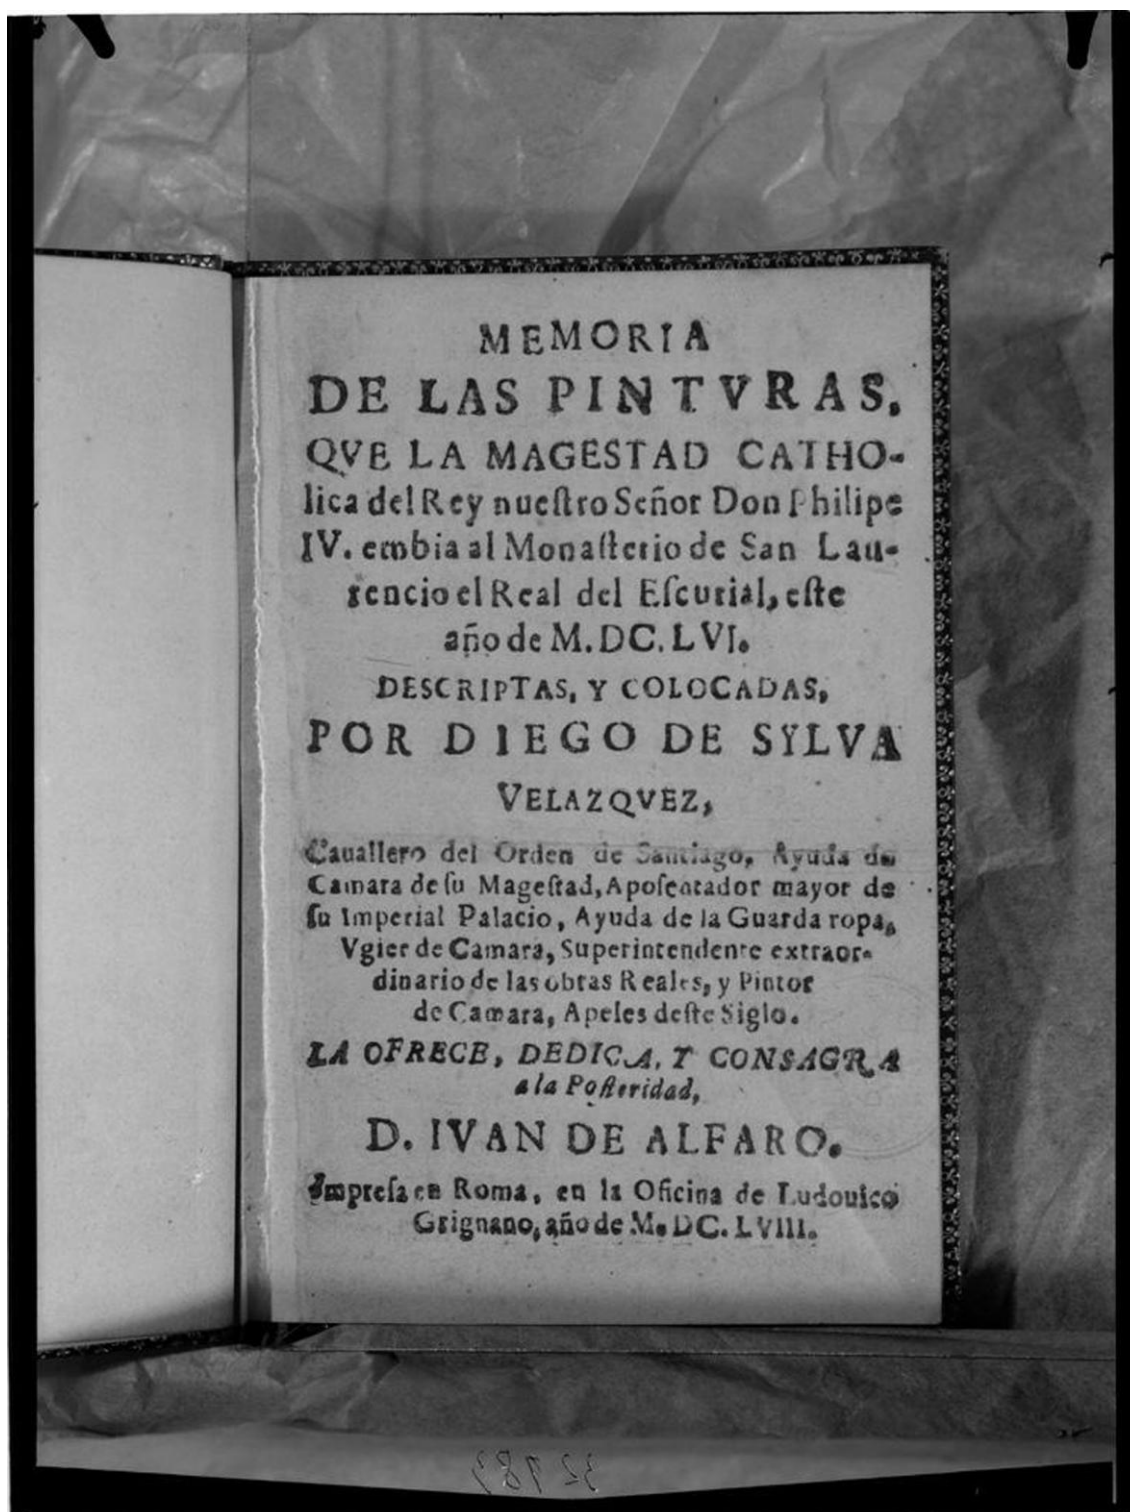 MEMORIA
DE LAS PINTVRAS,
QVE LA MAGESTAD CATHO-
lica del Rey nueſtro Señor Don Philipe
IV. embia al Monaſterio de San Lau-
rencio el Real del Eſcurial, eſte
año de M.DC.LVI.
DESCRIPTAS, Y COLOCADAS,
POR DIEGO DE SYLVA
VELAZQVEZ,
Cauallero del Orden de Santiago, Ayuda de
Camara de ſu Mageſtad, Apoſentador mayor de
ſu Imperial Palacio, Ayuda de la Guarda ropa,
Vgier de Camara, Superintendente extraor-
dinario de las obras Reales, y Pintor
de Camara, Apeles deſte Siglo.
LA OFRECE, DEDICA, Y CONSAGRA
a la Poſteridad,
D. IVAN DE ALFARO.
Impreſa en Roma, en la Oficina de Ludouico
Grignano, año de M.DC.LVIII.
32983